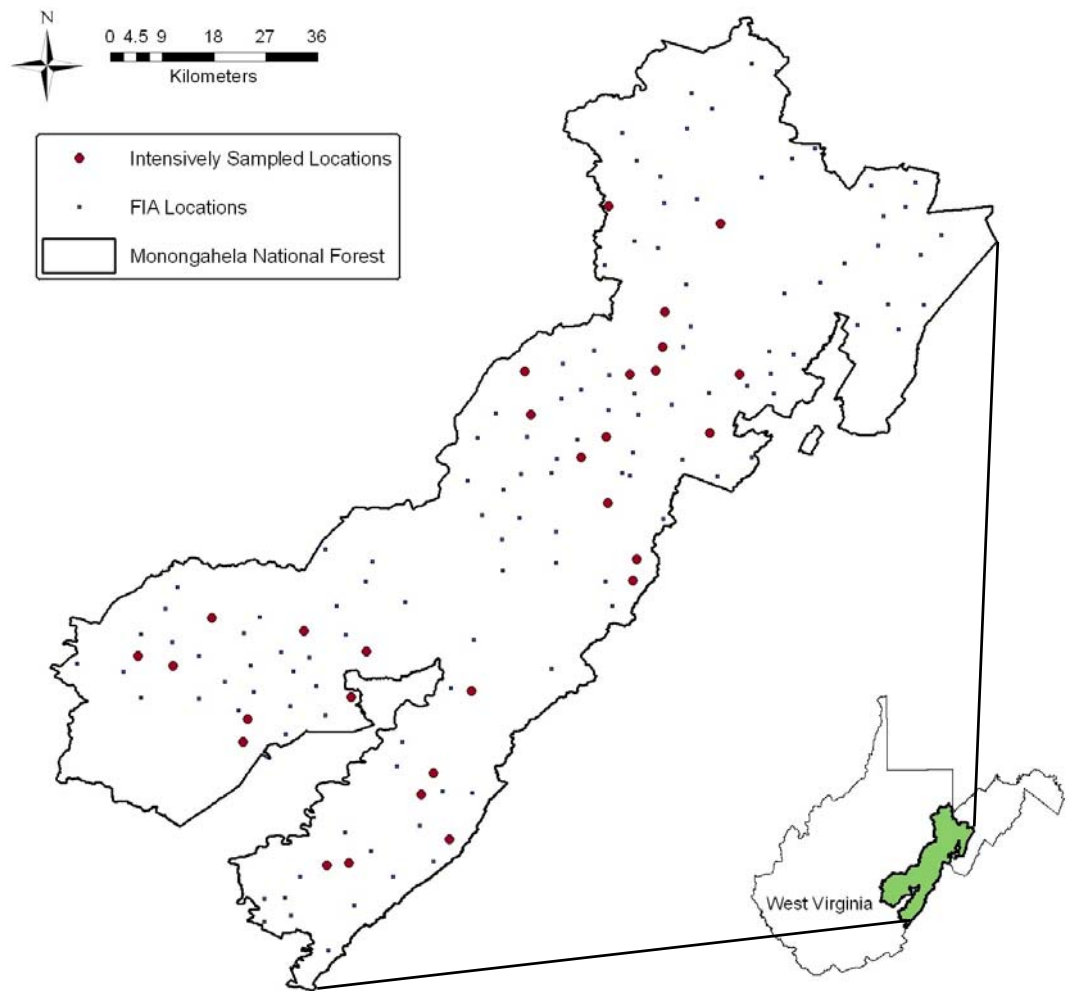 N
0 4.5 9 18 27 36
Kilometers
Intensively Sampled Locations
FIA Locations
Monongahela National Forest
West Virginia